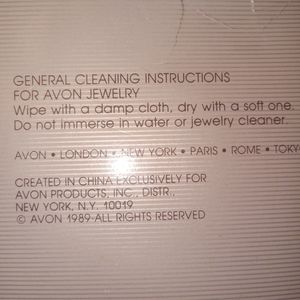 GENERAL CLEANING INSTRUCTIONS
FOR AVON JEWELRY
Wipe with a damp cloth, dry with a soft one.
Do not immerse in water or jewelry cleaner.
AVON • LONDON • NEW YORK • PARIS • ROME • TOKY
CREATED IN CHINA EXCLUSIVELY FOR
AVON PRODUCTS, INC., DISTR.,
NEW YORK, N.Y. 10019
© AVON 1989-ALL RIGHTS RESERVED